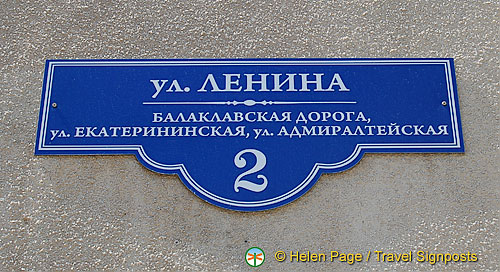 ул. ЛЕНИНА
БАЛАКЛАВСКАЯ ДОРОГА,
ул. ЕКАТЕРИНИНСКАЯ, ул. АДМИРАЛТЕЙСКАЯ
2
© Helen Page / Travel Signposts